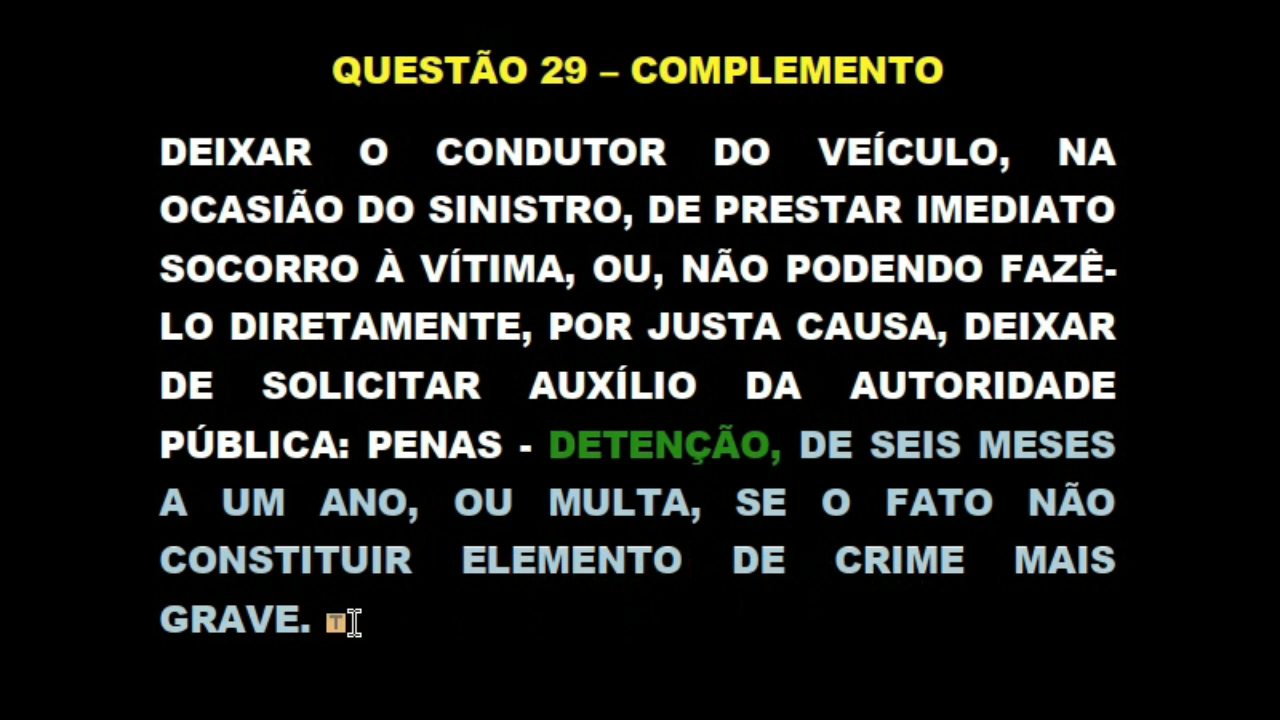 QUESTÃO 29 – COMPLEMENTO
DEIXAR O CONDUTOR DO VEÍCULO, NA
OCASIÃO DO SINISTRO, DE PRESTAR IMEDIATO
SOCORRO À VÍTIMA, OU, NÃO PODENDO FAZÊ-
LO DIRETAMENTE, POR JUSTA CAUSA, DEIXAR
DE SOLICITAR AUXÍLIO DA AUTORIDADE
PÚBLICA: PENAS - DETENÇÃO, DE SEIS MESES
A UM ANO, OU MULTA, SE O FATO NÃO
CONSTITUIR ELEMENTO DE CRIME MAIS
GRAVE. T